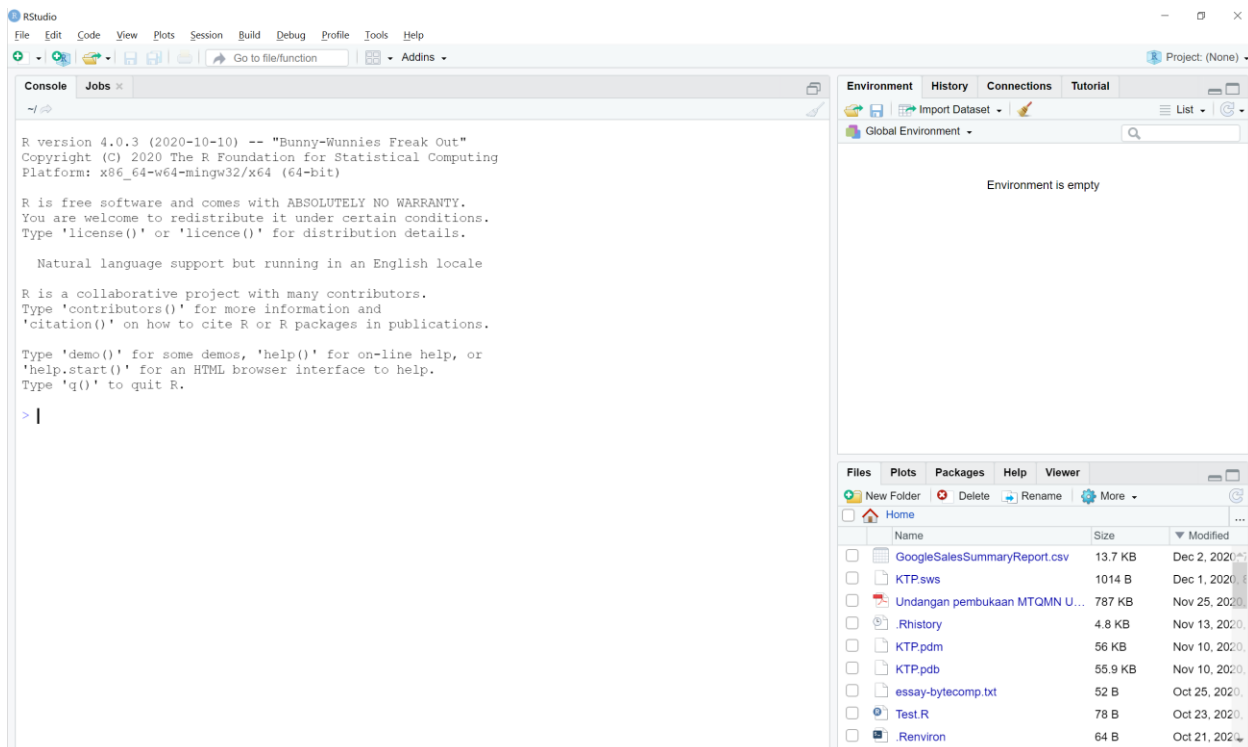 RStudio
File Edit Code View Plots Session Build Debug Profile Tools Help
Go to file/function Addins Project: (None)
Console Jobs
~/
R version 4.0.3 (2020-10-10) -- "Bunny-Wunnies Freak Out"
Copyright (C) 2020 The R Foundation for Statistical Computing
Platform: x86_64-w64-mingw32/x64 (64-bit)
R is free software and comes with ABSOLUTELY NO WARRANTY.
You are welcome to redistribute it under certain conditions.
Type 'license()' or 'licence()' for distribution details.
Natural language support but running in an English locale
R is a collaborative project with many contributors.
Type 'contributors()' for more information and
'citation()' on how to cite R or R packages in publications.
Type 'demo()' for some demos, 'help()' for on-line help, or
'help.start()' for an HTML browser interface to help.
Type 'q()' to quit R.
>
Environment History Connections Tutorial
Import Dataset List
Global Environment
Environment is empty
Files Plots Packages Help Viewer
New Folder Delete Rename More
Home ...
Name Size Modified
GoogleSalesSummaryReport.csv 13.7 KB Dec 2, 2020
KTP.sws 1014 B Dec 1, 2020,
Undangan pembukaan MTQMN U... 787 KB Nov 25, 2020,
.Rhistory 4.8 KB Nov 13, 2020,
KTP.pdm 56 KB Nov 10, 2020,
KTP.pdb 55.9 KB Nov 10, 2020,
essay-bytecomp.txt 52 B Oct 25, 2020,
Test.R 78 B Oct 23, 2020,
.Renviron 64 B Oct 21, 2020,